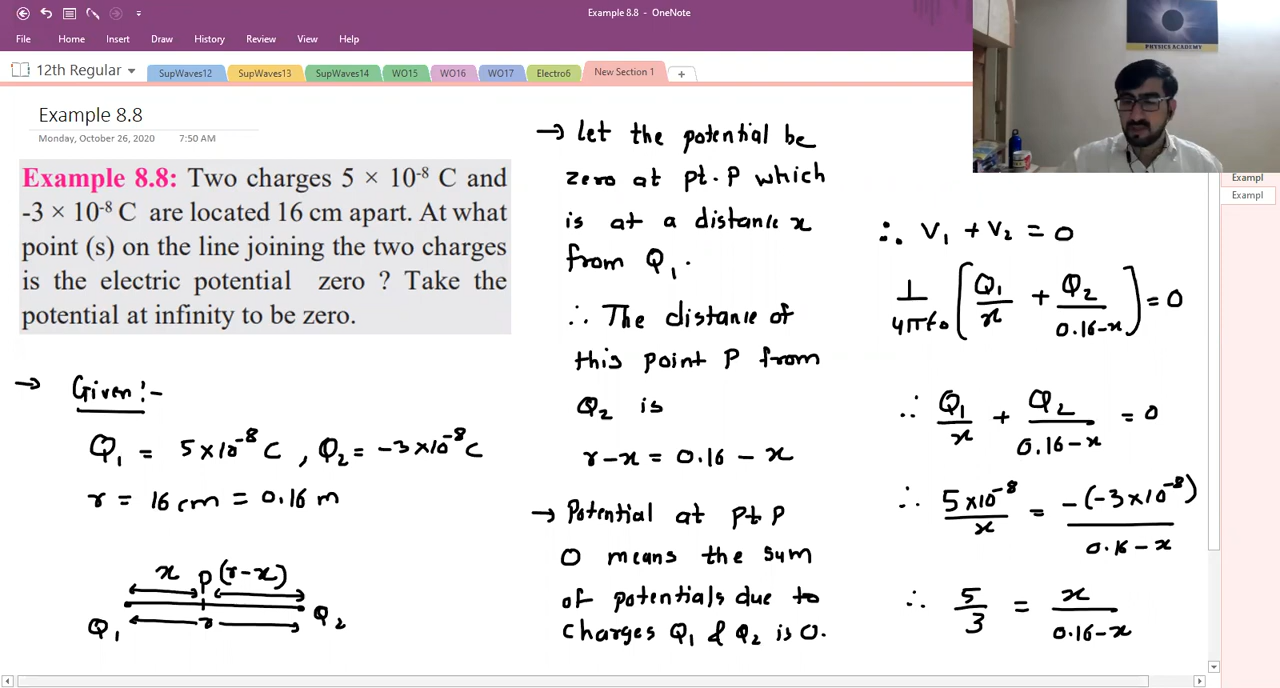 Example 8.8 - OneNote
File Home Insert Draw History Review View Help
12th Regular
SupWaves12 SupWaves13 SupWaves14 WO15 WO16 WO17 Electro6 New Section 1 +
PHYSICS ACADEMY
Exampl
Exampl
Example 8.8
Monday, October 26, 2020 7:50 AM
Example 8.8: Two charges 5 × 10⁻⁸ C and
-3 × 10⁻⁸ C are located 16 cm apart. At what
point (s) on the line joining the two charges
is the electric potential zero ? Take the
potential at infinity to be zero.
→ Given:-
Q₁ = 5×10⁻⁸ C , Q₂ = -3×10⁻⁸ C
r = 16 cm = 0.16 m
x P (r-x)
Q₁ r Q₂
→ Let the potential be
zero at pt. P which
is at a distance x
from Q₁.
∴ The distance of
this point P from
Q₂ is
r-x = 0.16 - x
→ Potential at pt P
0 means the sum
of potentials due to
charges Q₁ & Q₂ is 0.
∴ V₁ + V₂ = 0
1/4π∈₀ [Q₁/x + Q₂/0.16-x] = 0
∴ Q₁/x + Q₂/0.16-x = 0
∴ 5×10⁻⁸/x = -(-3×10⁻⁸)/0.16-x
∴ 5/3 = x/0.16-x